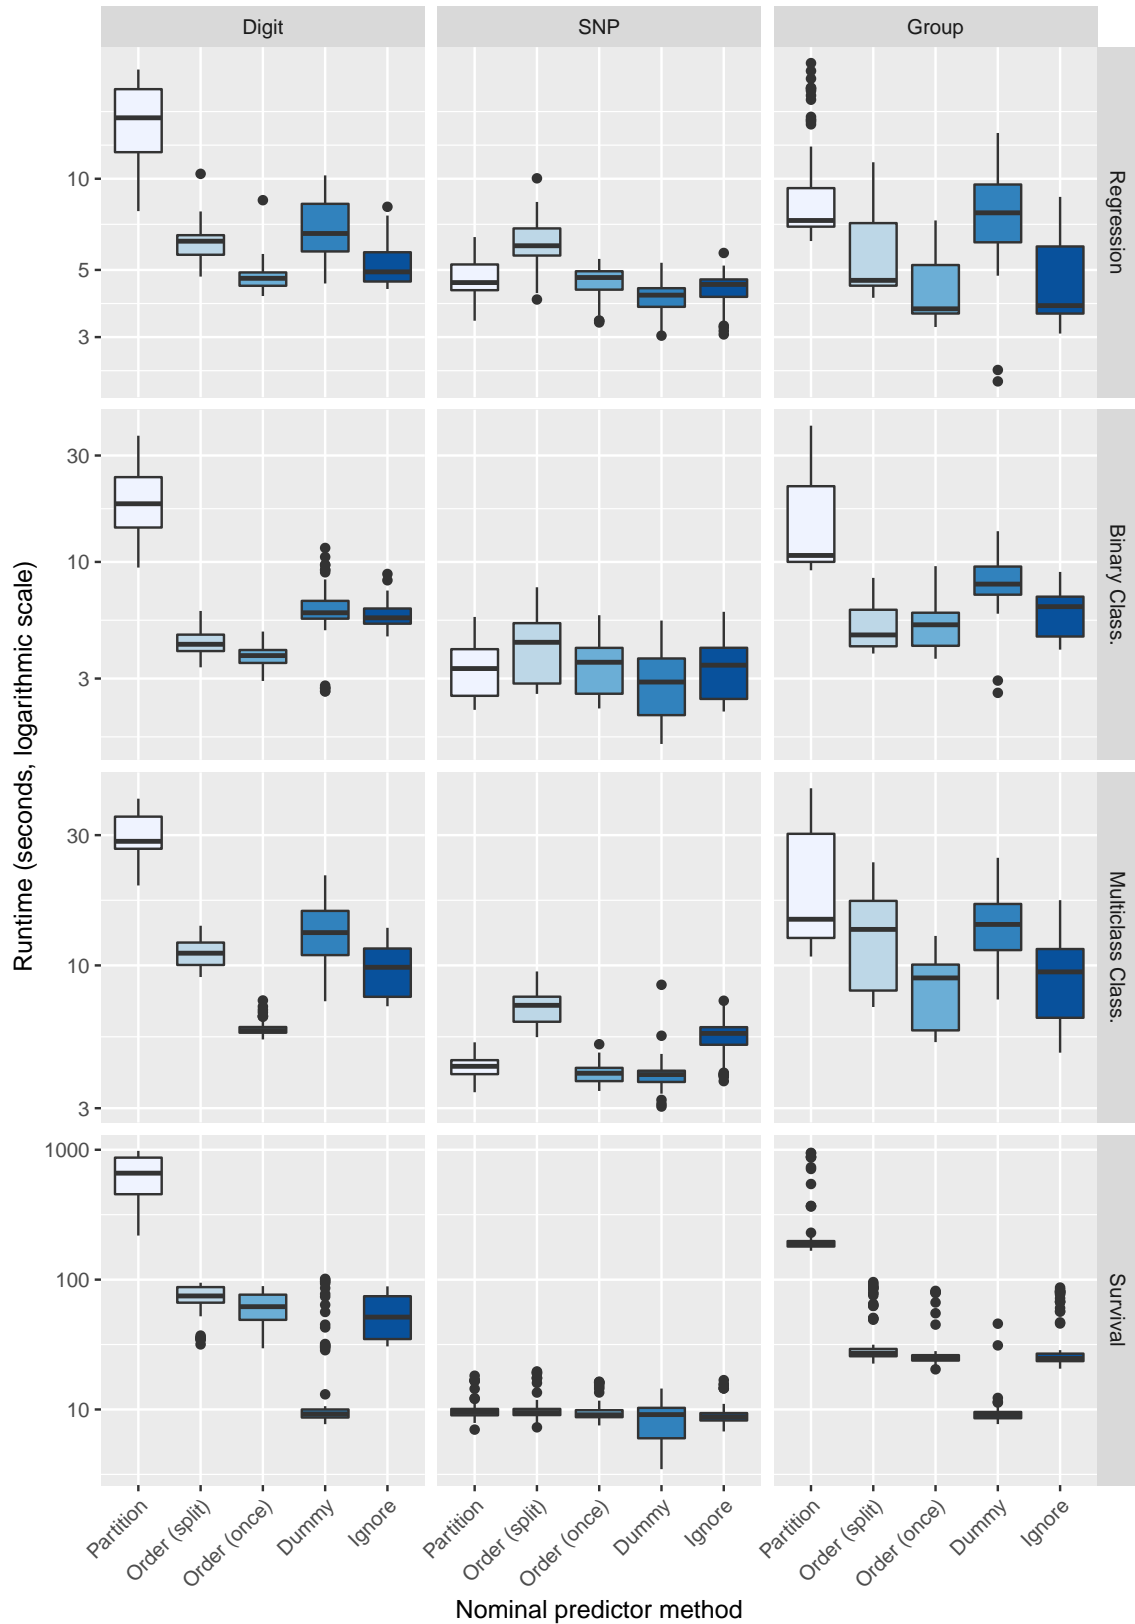 Digit
SNP
Group
10
5
3
Regression
30
10
3
Binary Class.
30
10
3
Multiclass Class.
1000
100
10
Survival
Runtime (seconds, logarithmic scale)
Partition
Order (split)
Order (once)
Dummy
Ignore
Partition
Order (split)
Order (once)
Dummy
Ignore
Partition
Order (split)
Order (once)
Dummy
Ignore
Nominal predictor method